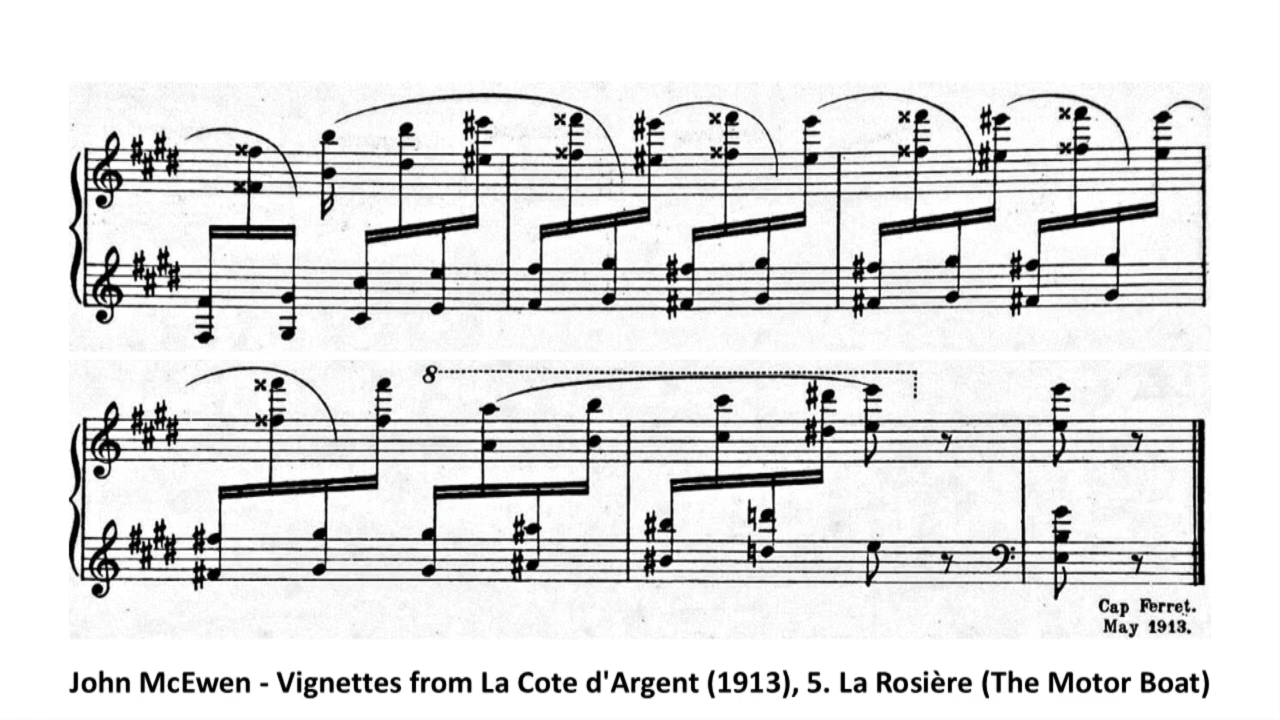 8
Cap Ferret.
May 1913.
John McEwen - Vignettes from La Cote d'Argent (1913), 5. La Rosière (The Motor Boat)